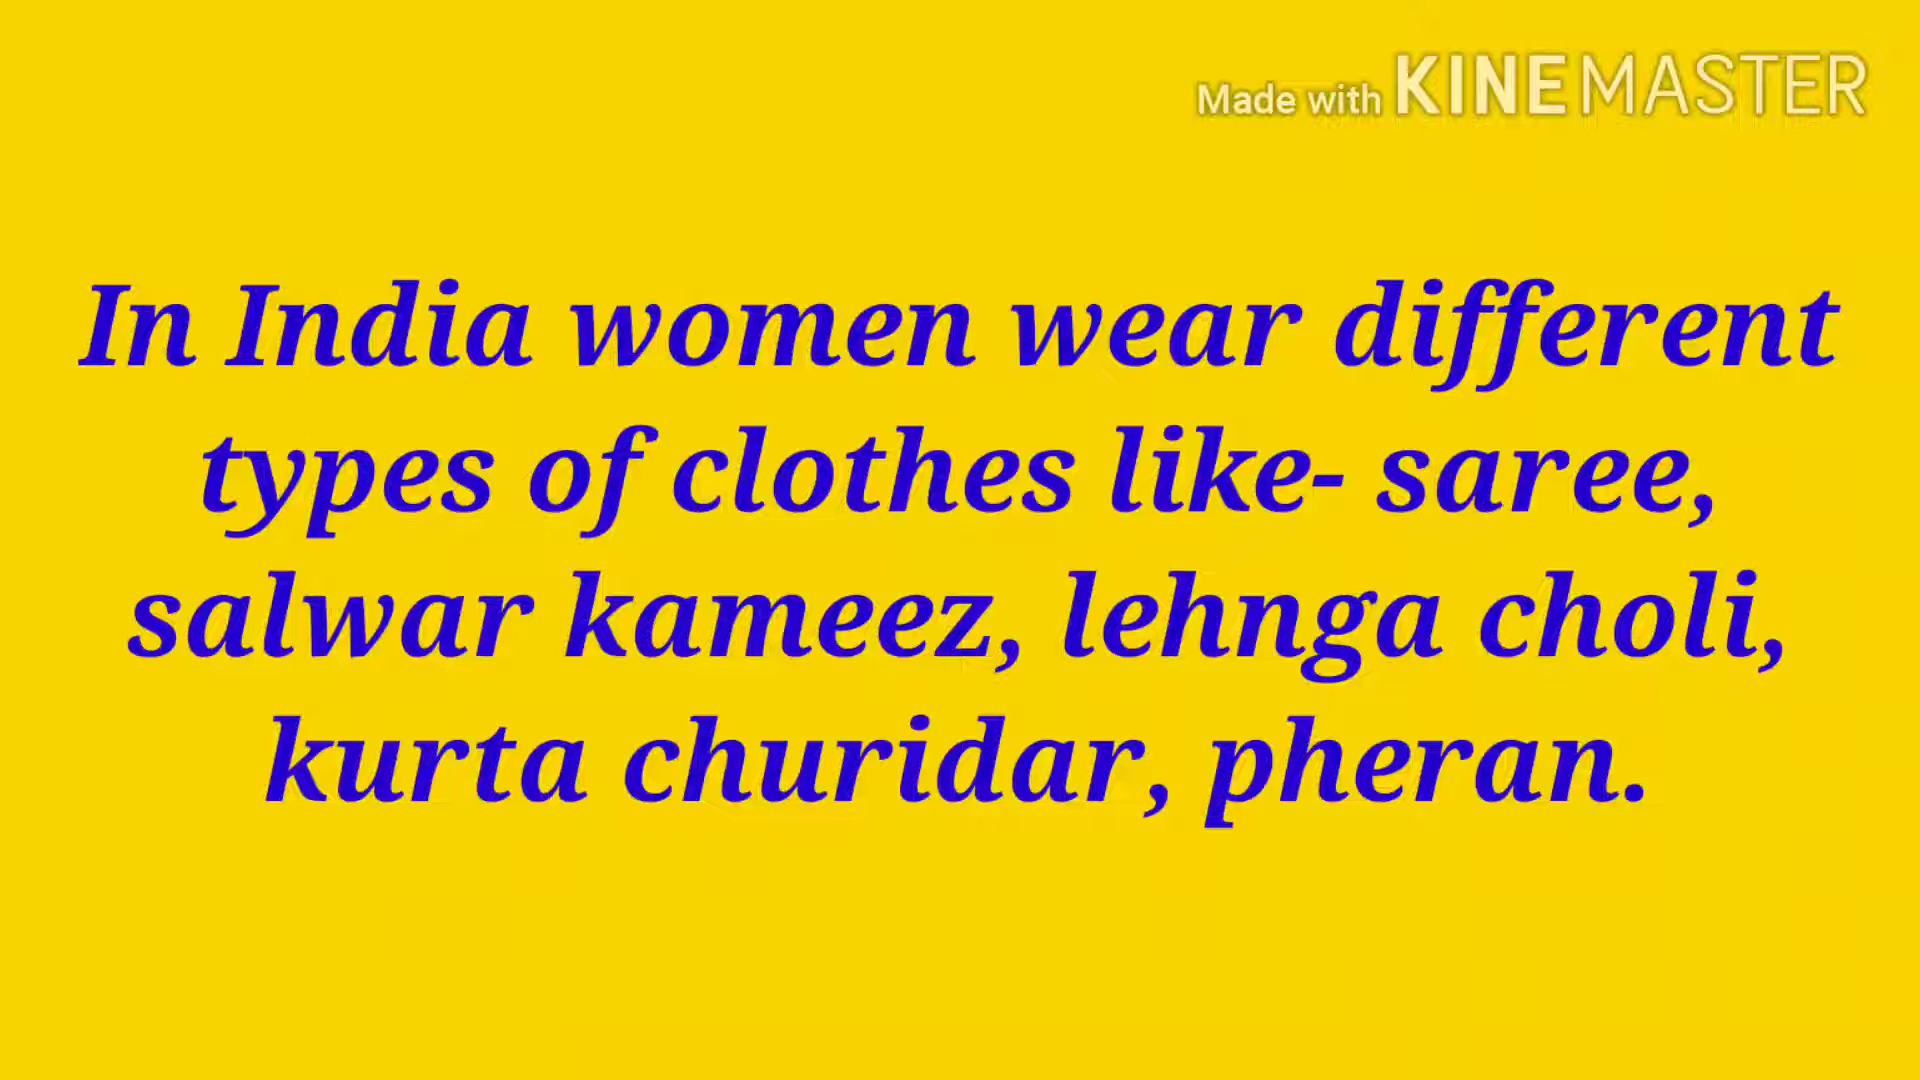 Made with KINEMASTER
In India women wear different
types of clothes like- saree,
salwar kameez, lehnga choli,
kurta churidar, pheran.